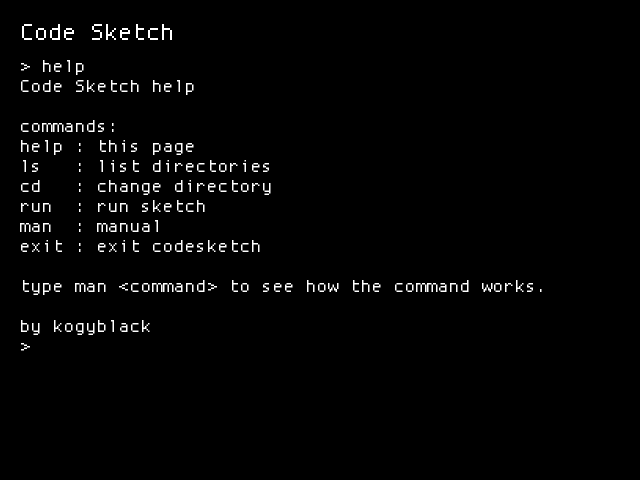 Code Sketch
> help
Code Sketch help
commands:
help : this page
ls   : list directories
cd   : change directory
run  : run sketch
man  : manual
exit : exit codesketch
type man <command> to see how the command works.
by kogyblack
>